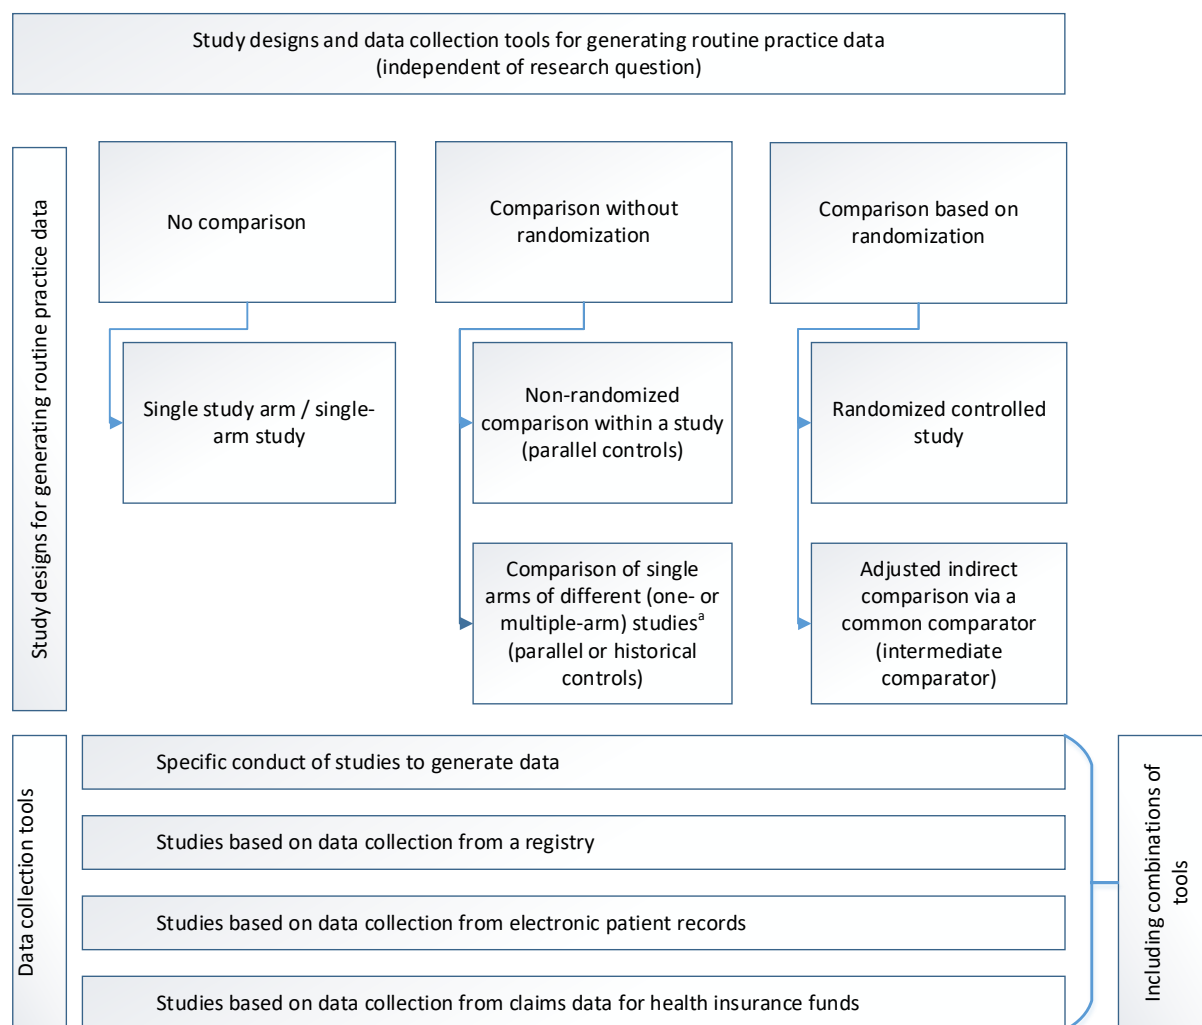 Study designs and data collection tools for generating routine practice data
(independent of research question)
Study designs for generating routine practice data
No comparison
Comparison without
randomization
Comparison based on
randomization
Single study arm / single-
arm study
Non-randomized
comparison within a study
(parallel controls)
Randomized controlled
study
Comparison of single
arms of different (one- or
multiple-arm) studiesᵃ
(parallel or historical
controls)
Adjusted indirect
comparison via a
common comparator
(intermediate
comparator)
Data collection tools
Specific conduct of studies to generate data
Studies based on data collection from a registry
Studies based on data collection from electronic patient records
Studies based on data collection from claims data for health insurance funds
Including combinations of
tools